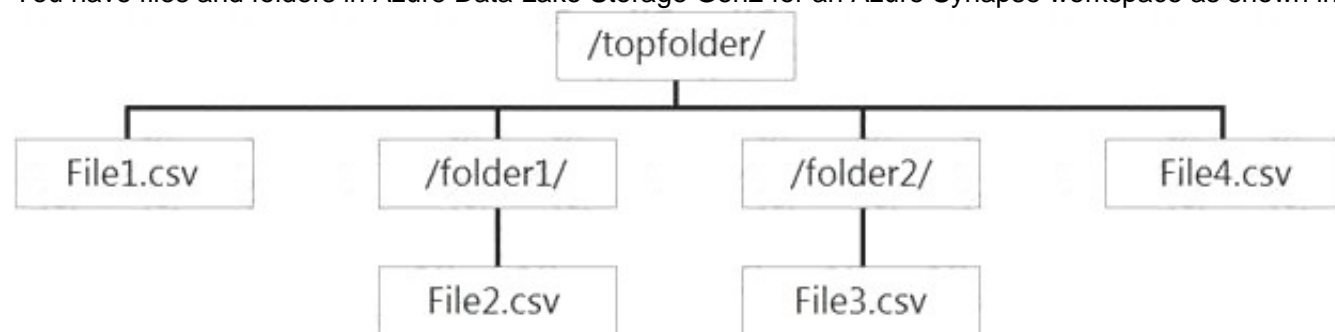 You have files and folders in Azure Data Lake Storage Gen2 for an Azure Synapse workspace as shown in
/topfolder/
File1.csv /folder1/ /folder2/ File4.csv
File2.csv File3.csv